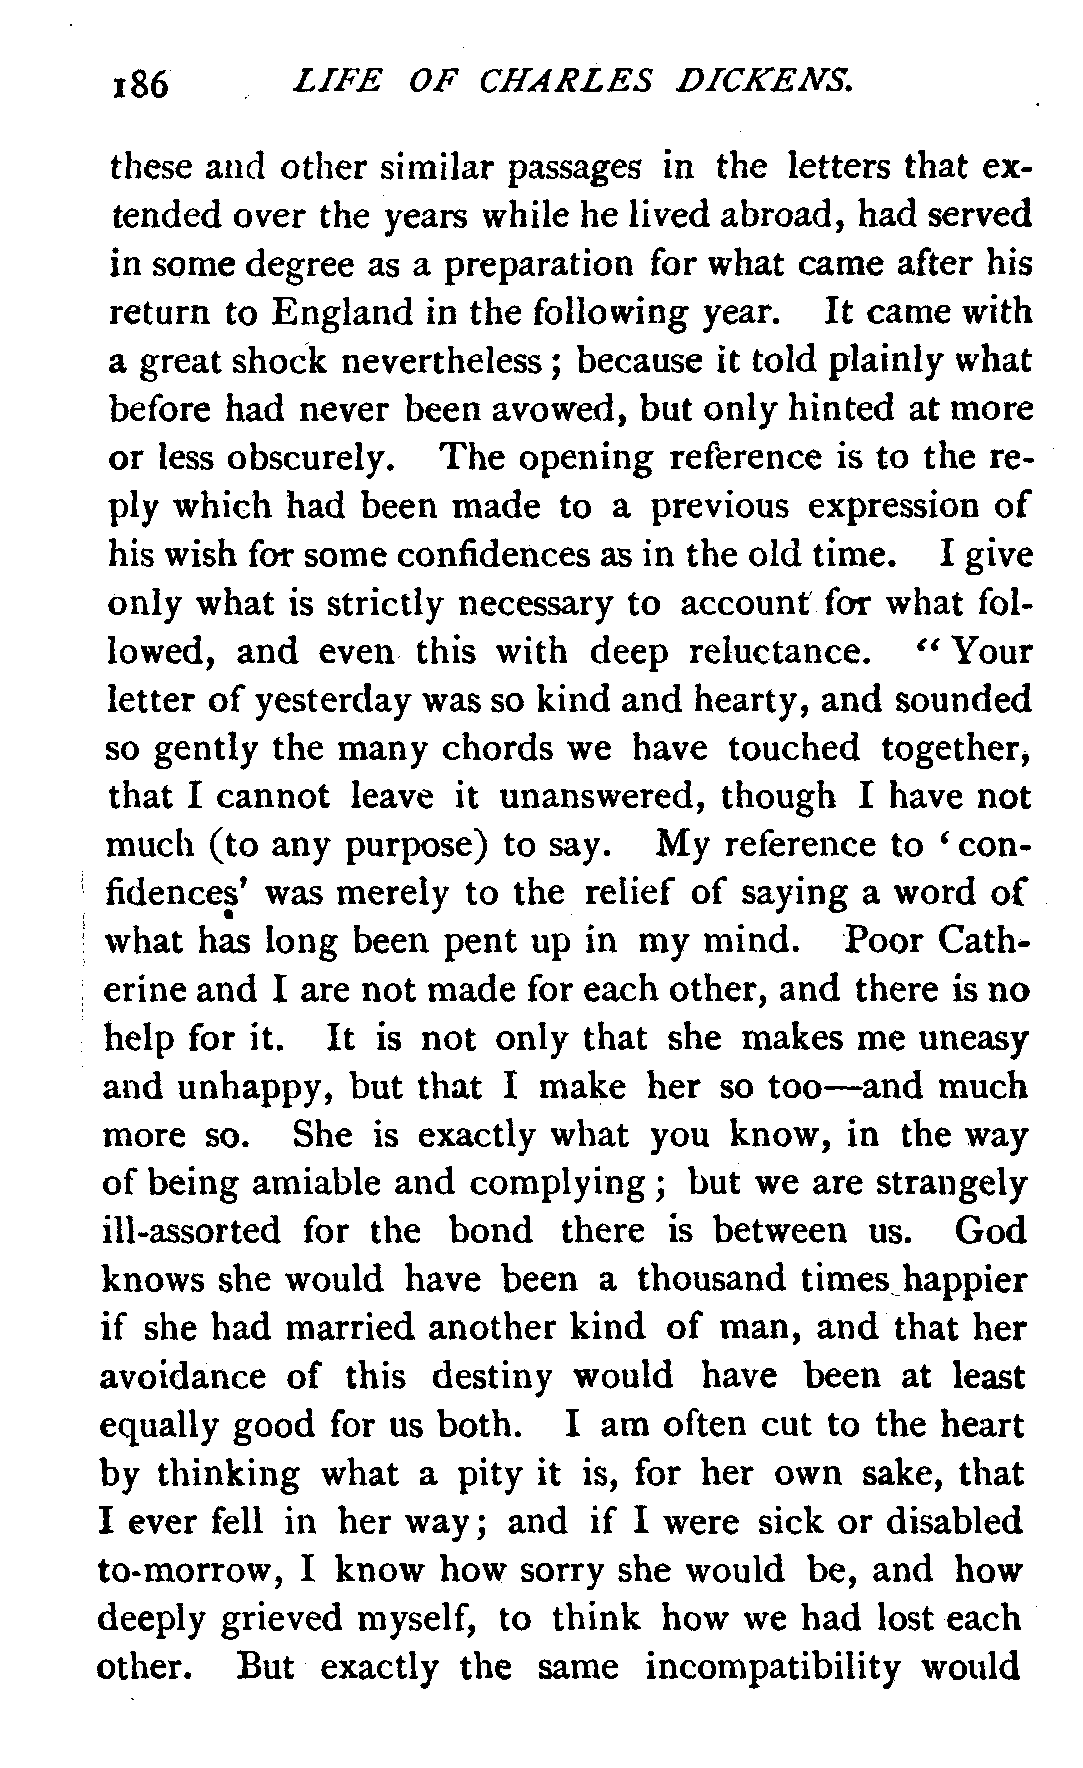 186 LIFE OF CHARLES DICKENS.
these and other similar passages in the letters that ex-
tended over the years while he lived abroad, had served
in some degree as a preparation for what came after his
return to England in the following year. It came with
a great shock nevertheless ; because it told plainly what
before had never been avowed, but only hinted at more
or less obscurely. The opening reference is to the re-
ply which had been made to a previous expression of
his wish for some confidences as in the old time. I give
only what is strictly necessary to account for what fol-
lowed, and even this with deep reluctance. “ Your
letter of yesterday was so kind and hearty, and sounded
so gently the many chords we have touched together,
that I cannot leave it unanswered, though I have not
much (to any purpose) to say. My reference to ‘ con-
fidences’ was merely to the relief of saying a word of
what has long been pent up in my mind. Poor Cath-
erine and I are not made for each other, and there is no
help for it. It is not only that she makes me uneasy
and unhappy, but that I make her so too—and much
more so. She is exactly what you know, in the way
of being amiable and complying ; but we are strangely
ill-assorted for the bond there is between us. God
knows she would have been a thousand times happier
if she had married another kind of man, and that her
avoidance of this destiny would have been at least
equally good for us both. I am often cut to the heart
by thinking what a pity it is, for her own sake, that
I ever fell in her way ; and if I were sick or disabled
to-morrow, I know how sorry she would be, and how
deeply grieved myself, to think how we had lost each
other. But exactly the same incompatibility would